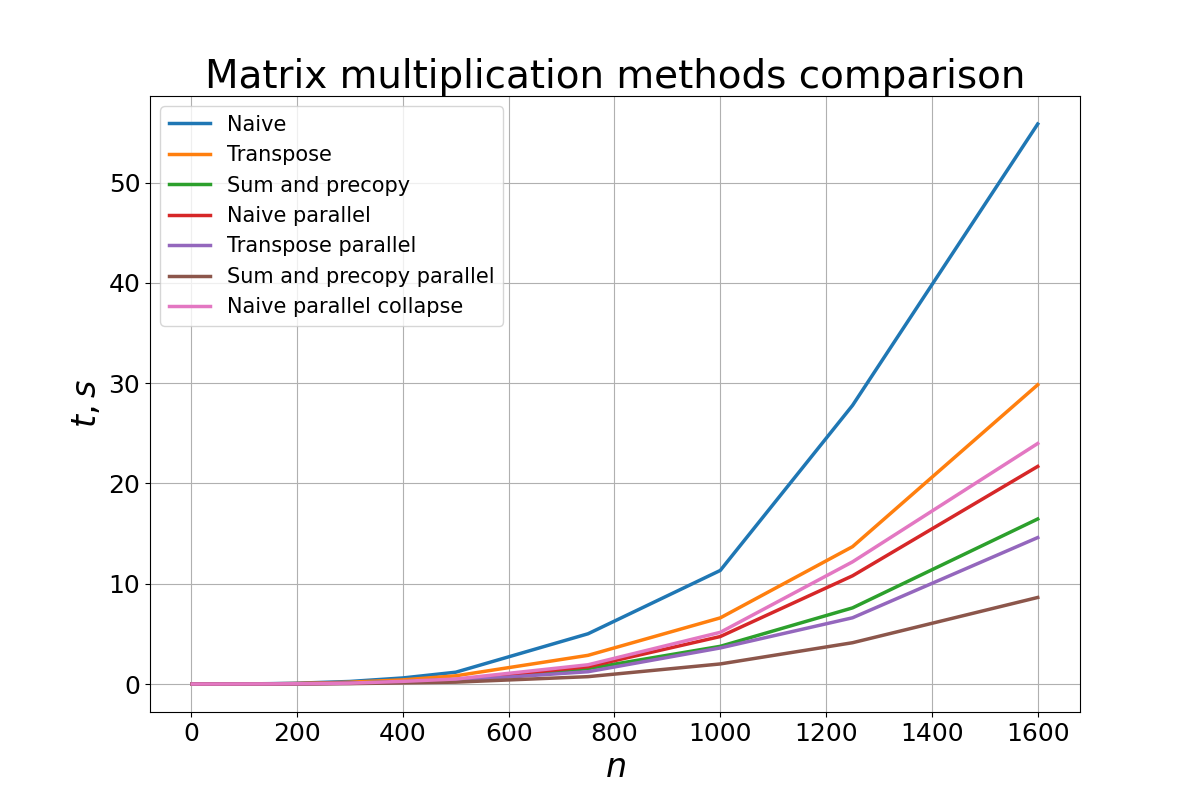 Matrix multiplication methods comparison
Naive
Transpose
Sum and precopy
Naive parallel
Transpose parallel
Sum and precopy parallel
Naive parallel collapse
t, s
50
40
30
20
10
0
0 200 400 600 800 1000 1200 1400 1600
n